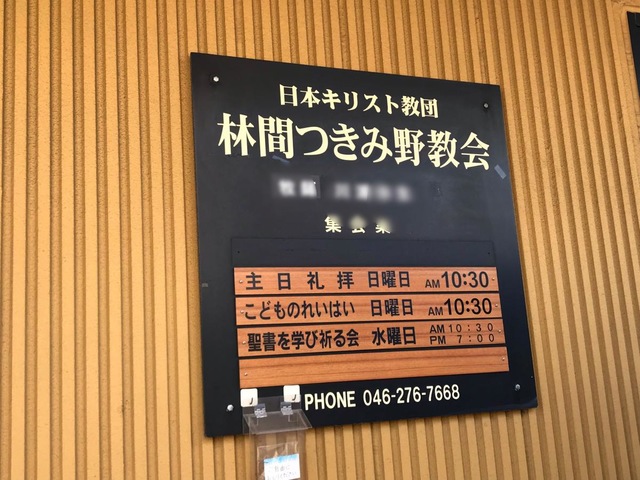 日本キリスト教団
林間つきみ野教会
集会案
主日礼拝 日曜日 AM 10:30
こどものれいはい 日曜日 AM 10:30
聖書を学び祈る会 水曜日 AM 10:30
PM 7:00
PHONE 046-276-7668